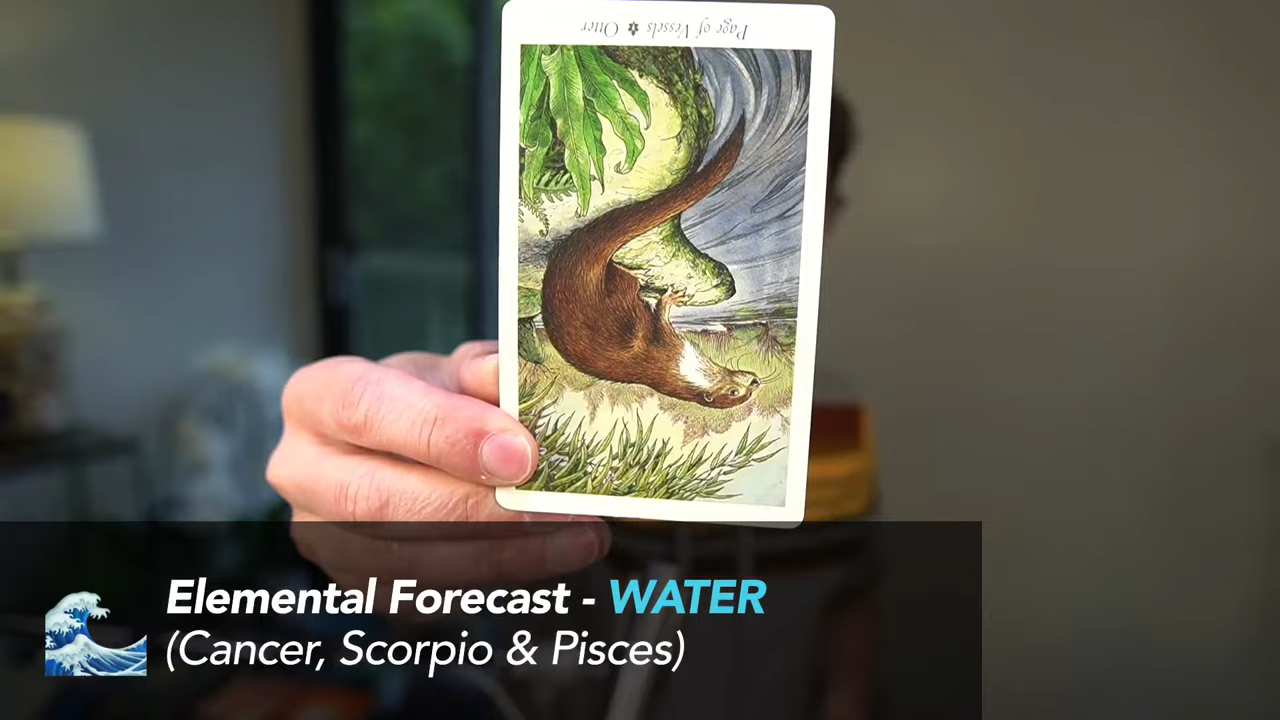 Page of Vessels ✽ Otter
Elemental Forecast - WATER
(Cancer, Scorpio & Pisces)